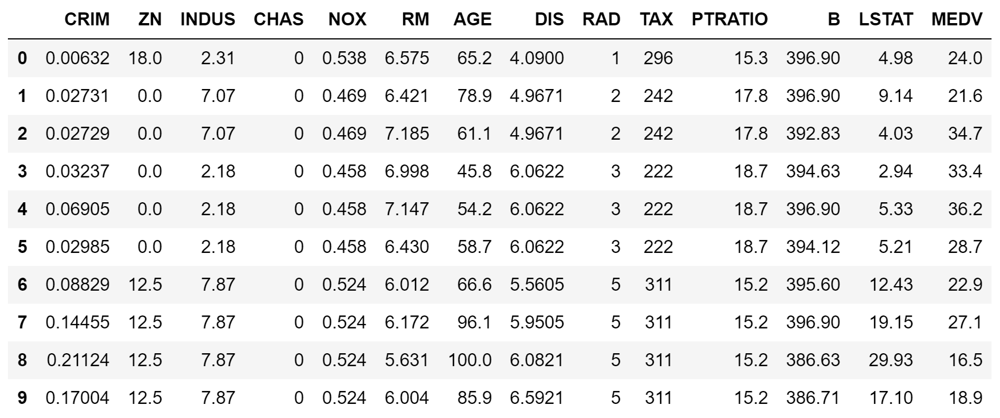 CRIM ZN INDUS CHAS NOX RM AGE DIS RAD TAX PTRATIO B LSTAT MEDV
0 0.00632 18.0 2.31 0 0.538 6.575 65.2 4.0900 1 296 15.3 396.90 4.98 24.0
1 0.02731 0.0 7.07 0 0.469 6.421 78.9 4.9671 2 242 17.8 396.90 9.14 21.6
2 0.02729 0.0 7.07 0 0.469 7.185 61.1 4.9671 2 242 17.8 392.83 4.03 34.7
3 0.03237 0.0 2.18 0 0.458 6.998 45.8 6.0622 3 222 18.7 394.63 2.94 33.4
4 0.06905 0.0 2.18 0 0.458 7.147 54.2 6.0622 3 222 18.7 396.90 5.33 36.2
5 0.02985 0.0 2.18 0 0.458 6.430 58.7 6.0622 3 222 18.7 394.12 5.21 28.7
6 0.08829 12.5 7.87 0 0.524 6.012 66.6 5.5605 5 311 15.2 395.60 12.43 22.9
7 0.14455 12.5 7.87 0 0.524 6.172 96.1 5.9505 5 311 15.2 396.90 19.15 27.1
8 0.21124 12.5 7.87 0 0.524 5.631 100.0 6.0821 5 311 15.2 386.63 29.93 16.5
9 0.17004 12.5 7.87 0 0.524 6.004 85.9 6.5921 5 311 15.2 386.71 17.10 18.9